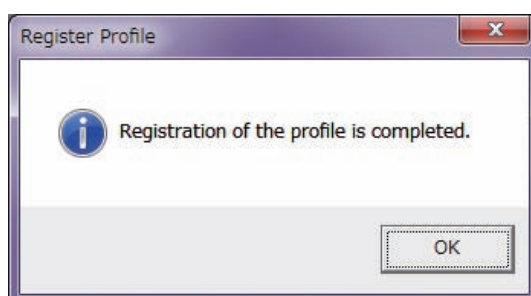 Register Profile
Registration of the profile is completed.
OK